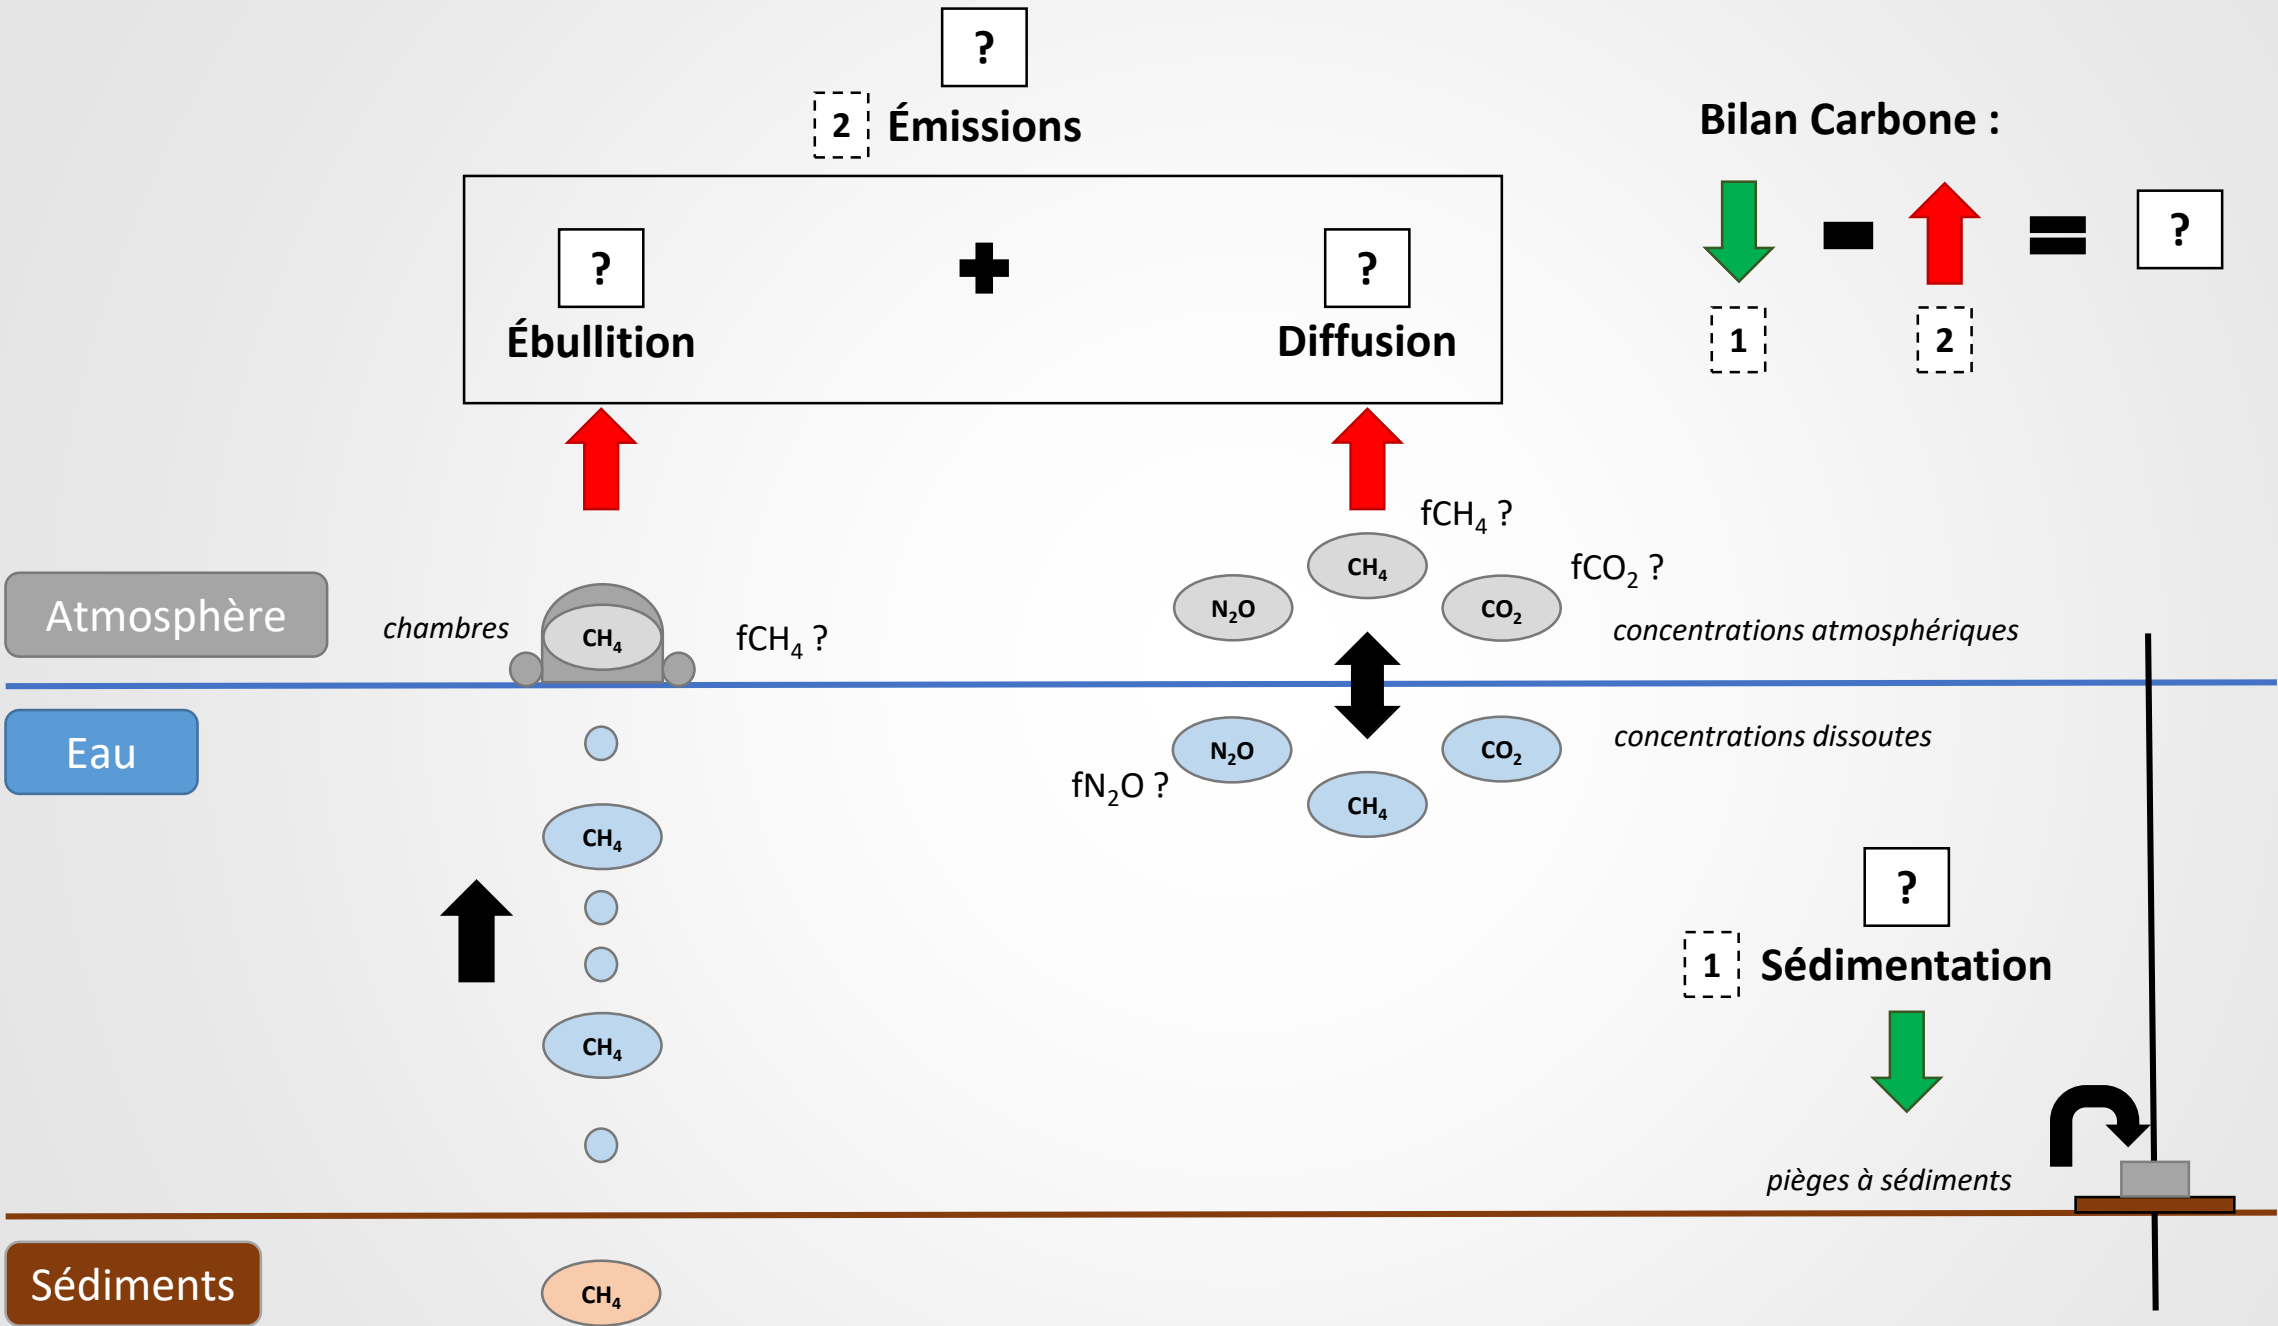 ?
2 Émissions
Bilan Carbone :
? + ?
Ébullition Diffusion
- = ?
1 2
fCH₄ ?
CH₄
fCO₂ ?
N₂O
CO₂
Atmosphère
chambres
CH₄
fCH₄ ?
concentrations atmosphériques
Eau
N₂O
CO₂
concentrations dissoutes
fN₂O ?
CH₄
CH₄
?
1 Sédimentation
CH₄
pièges à sédiments
Sédiments
CH₄